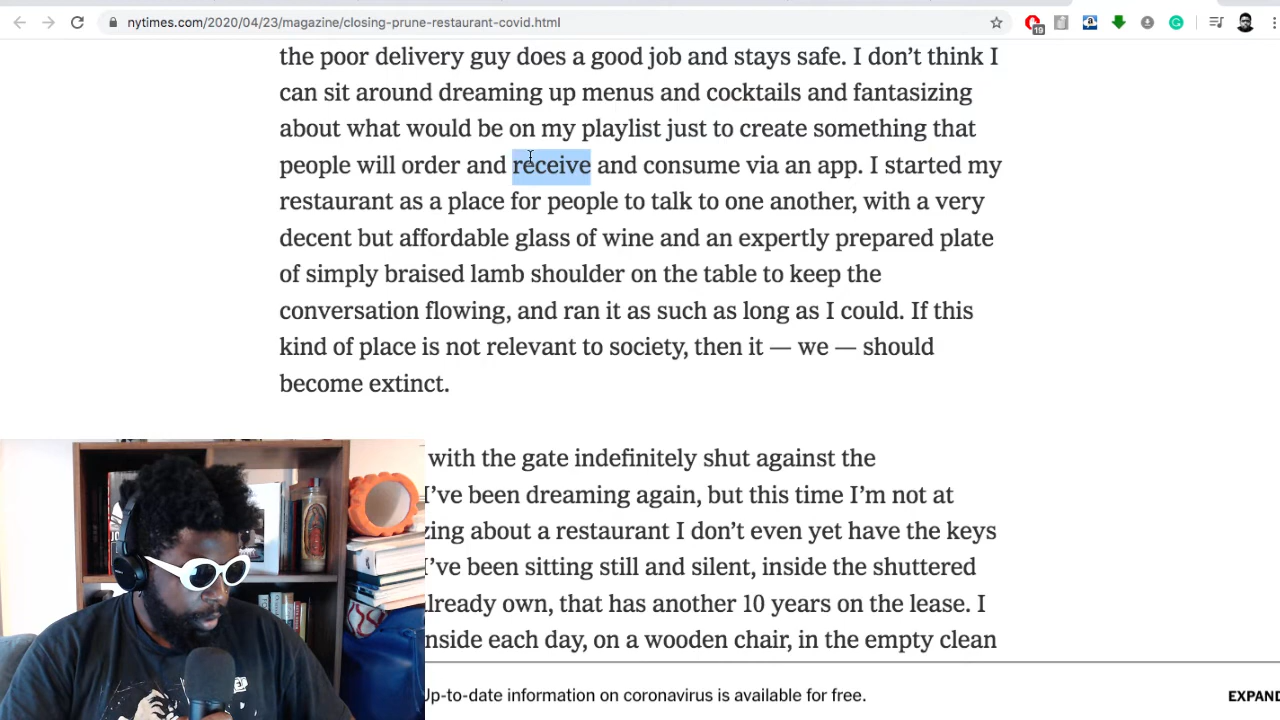 nytimes.com/2020/04/23/magazine/closing-prune-restaurant-covid.html
19
the poor delivery guy does a good job and stays safe. I don’t think I
can sit around dreaming up menus and cocktails and fantasizing
about what would be on my playlist just to create something that
people will order and receive and consume via an app. I started my
restaurant as a place for people to talk to one another, with a very
decent but affordable glass of wine and an expertly prepared plate
of simply braised lamb shoulder on the table to keep the
conversation flowing, and ran it as such as long as I could. If this
kind of place is not relevant to society, then it — we — should
become extinct.
with the gate indefinitely shut against the
I’ve been dreaming again, but this time I’m not at
zing about a restaurant I don’t even yet have the keys
I’ve been sitting still and silent, inside the shuttered
already own, that has another 10 years on the lease. I
nside each day, on a wooden chair, in the empty clean
Up-to-date information on coronavirus is available for free.
EXPAND